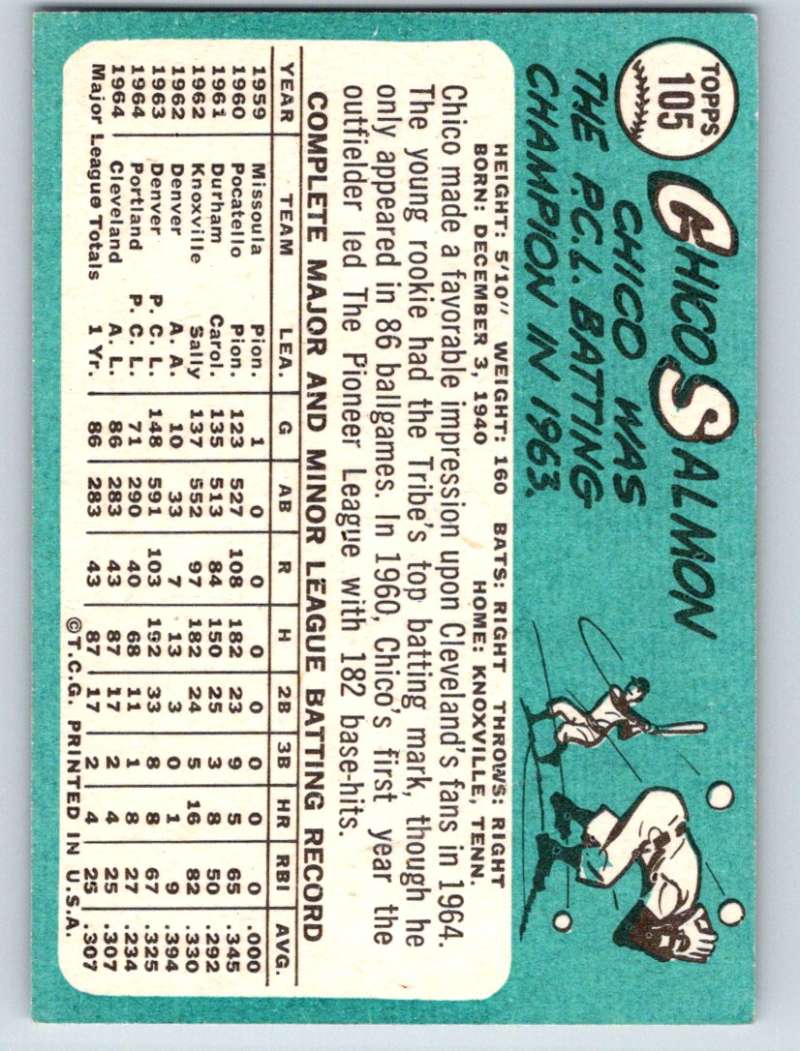 TOPPS
105
CHICO SALMON
CHICO WAS
THE P.C.L. BATTING
CHAMPION IN 1963.
HEIGHT: 5'10" WEIGHT: 160 BATS: RIGHT THROWS: RIGHT
BORN: DECEMBER 3, 1940 HOME: KNOXVILLE, TENN.
Chico made a favorable impression upon Cleveland's fans in 1964.
The young rookie had the Tribe's top batting mark, though he
only appeared in 86 ballgames. In 1960, Chico's first year the
outfielder led The Pioneer League with 182 base-hits.
COMPLETE MAJOR AND MINOR LEAGUE BATTING RECORD
YEAR TEAM LEA. G AB R H 2B 3B HR RBI AVG.
1959 Missoula Pion. 1 0 0 0 0 0 0 0 .000
1960 Pocatello Pion. 123 527 108 182 23 9 5 65 .345
1961 Durham Carol. 135 513 84 150 25 3 8 50 .292
1962 Knoxville Sally 137 552 97 182 24 5 16 82 .330
1962 Denver A. A. 10 33 7 13 3 0 1 9 .394
1963 Denver P. C. L. 148 591 103 192 33 8 8 67 .325
1964 Portland P. C. L. 71 290 40 68 11 1 8 27 .234
1964 Cleveland A. L. 86 283 43 87 17 2 4 25 .307
Major League Totals 1 Yr. 86 283 43 87 17 2 4 25 .307
©T.C.G. PRINTED IN U.S.A.